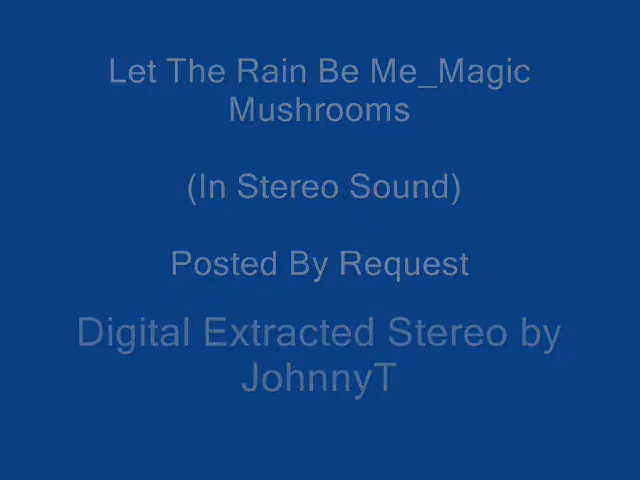 Let The Rain Be Me_Magic
Mushrooms
(In Stereo Sound)
Posted By Request
Digital Extracted Stereo by
JohnnyT